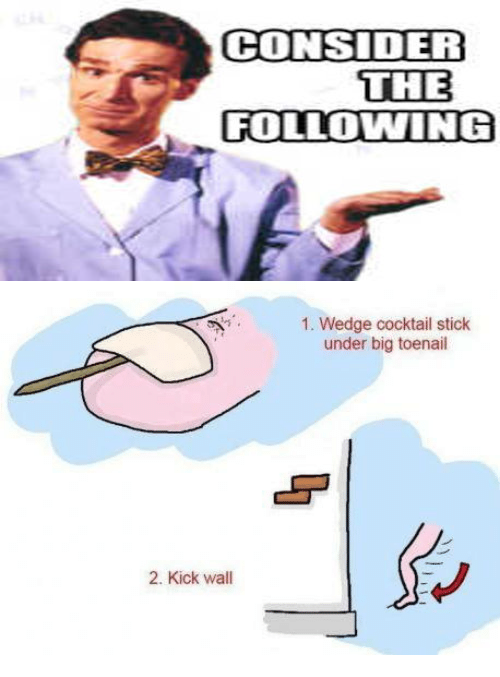 CONSIDER
THE
FOLLOWING
1. Wedge cocktail stick
under big toenail
2. Kick wall